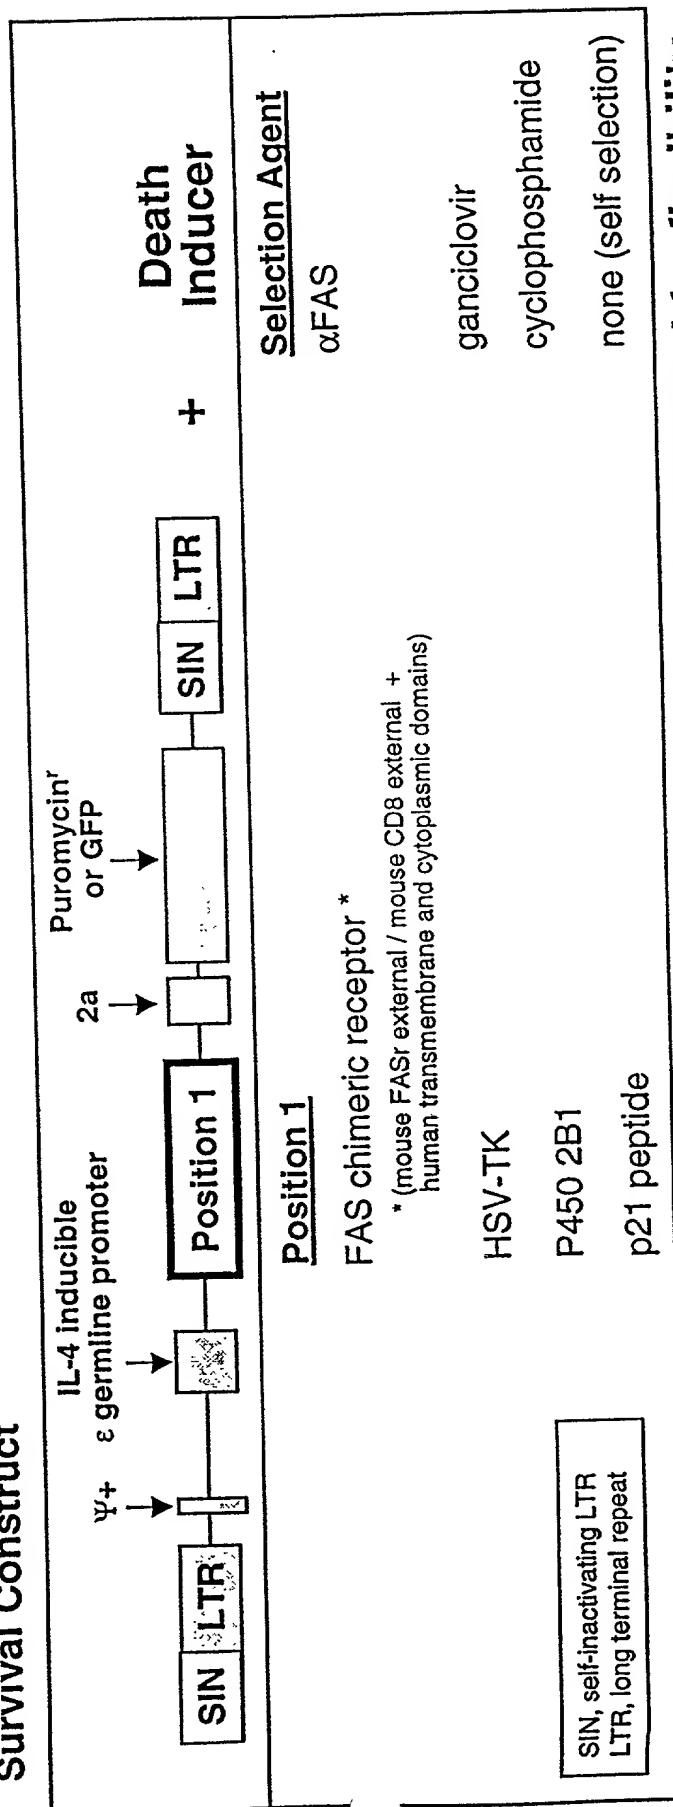 Survival Construct
Ψ+
IL-4 inducible
ε germline promoter
2a
Puromycinʳ
or GFP
SIN LTR
Position 1
SIN LTR
+
Death
Inducer
Position 1
Selection Agent
FAS chimeric receptor *
αFAS
* (mouse FASr external / mouse CD8 external +
human transmembrane and cytoplasmic domains)
HSV-TK
ganciclovir
P450 2B1
cyclophosphamide
p21 peptide
none (self selection)
SIN, self-inactivating LTR
LTR, long terminal repeat